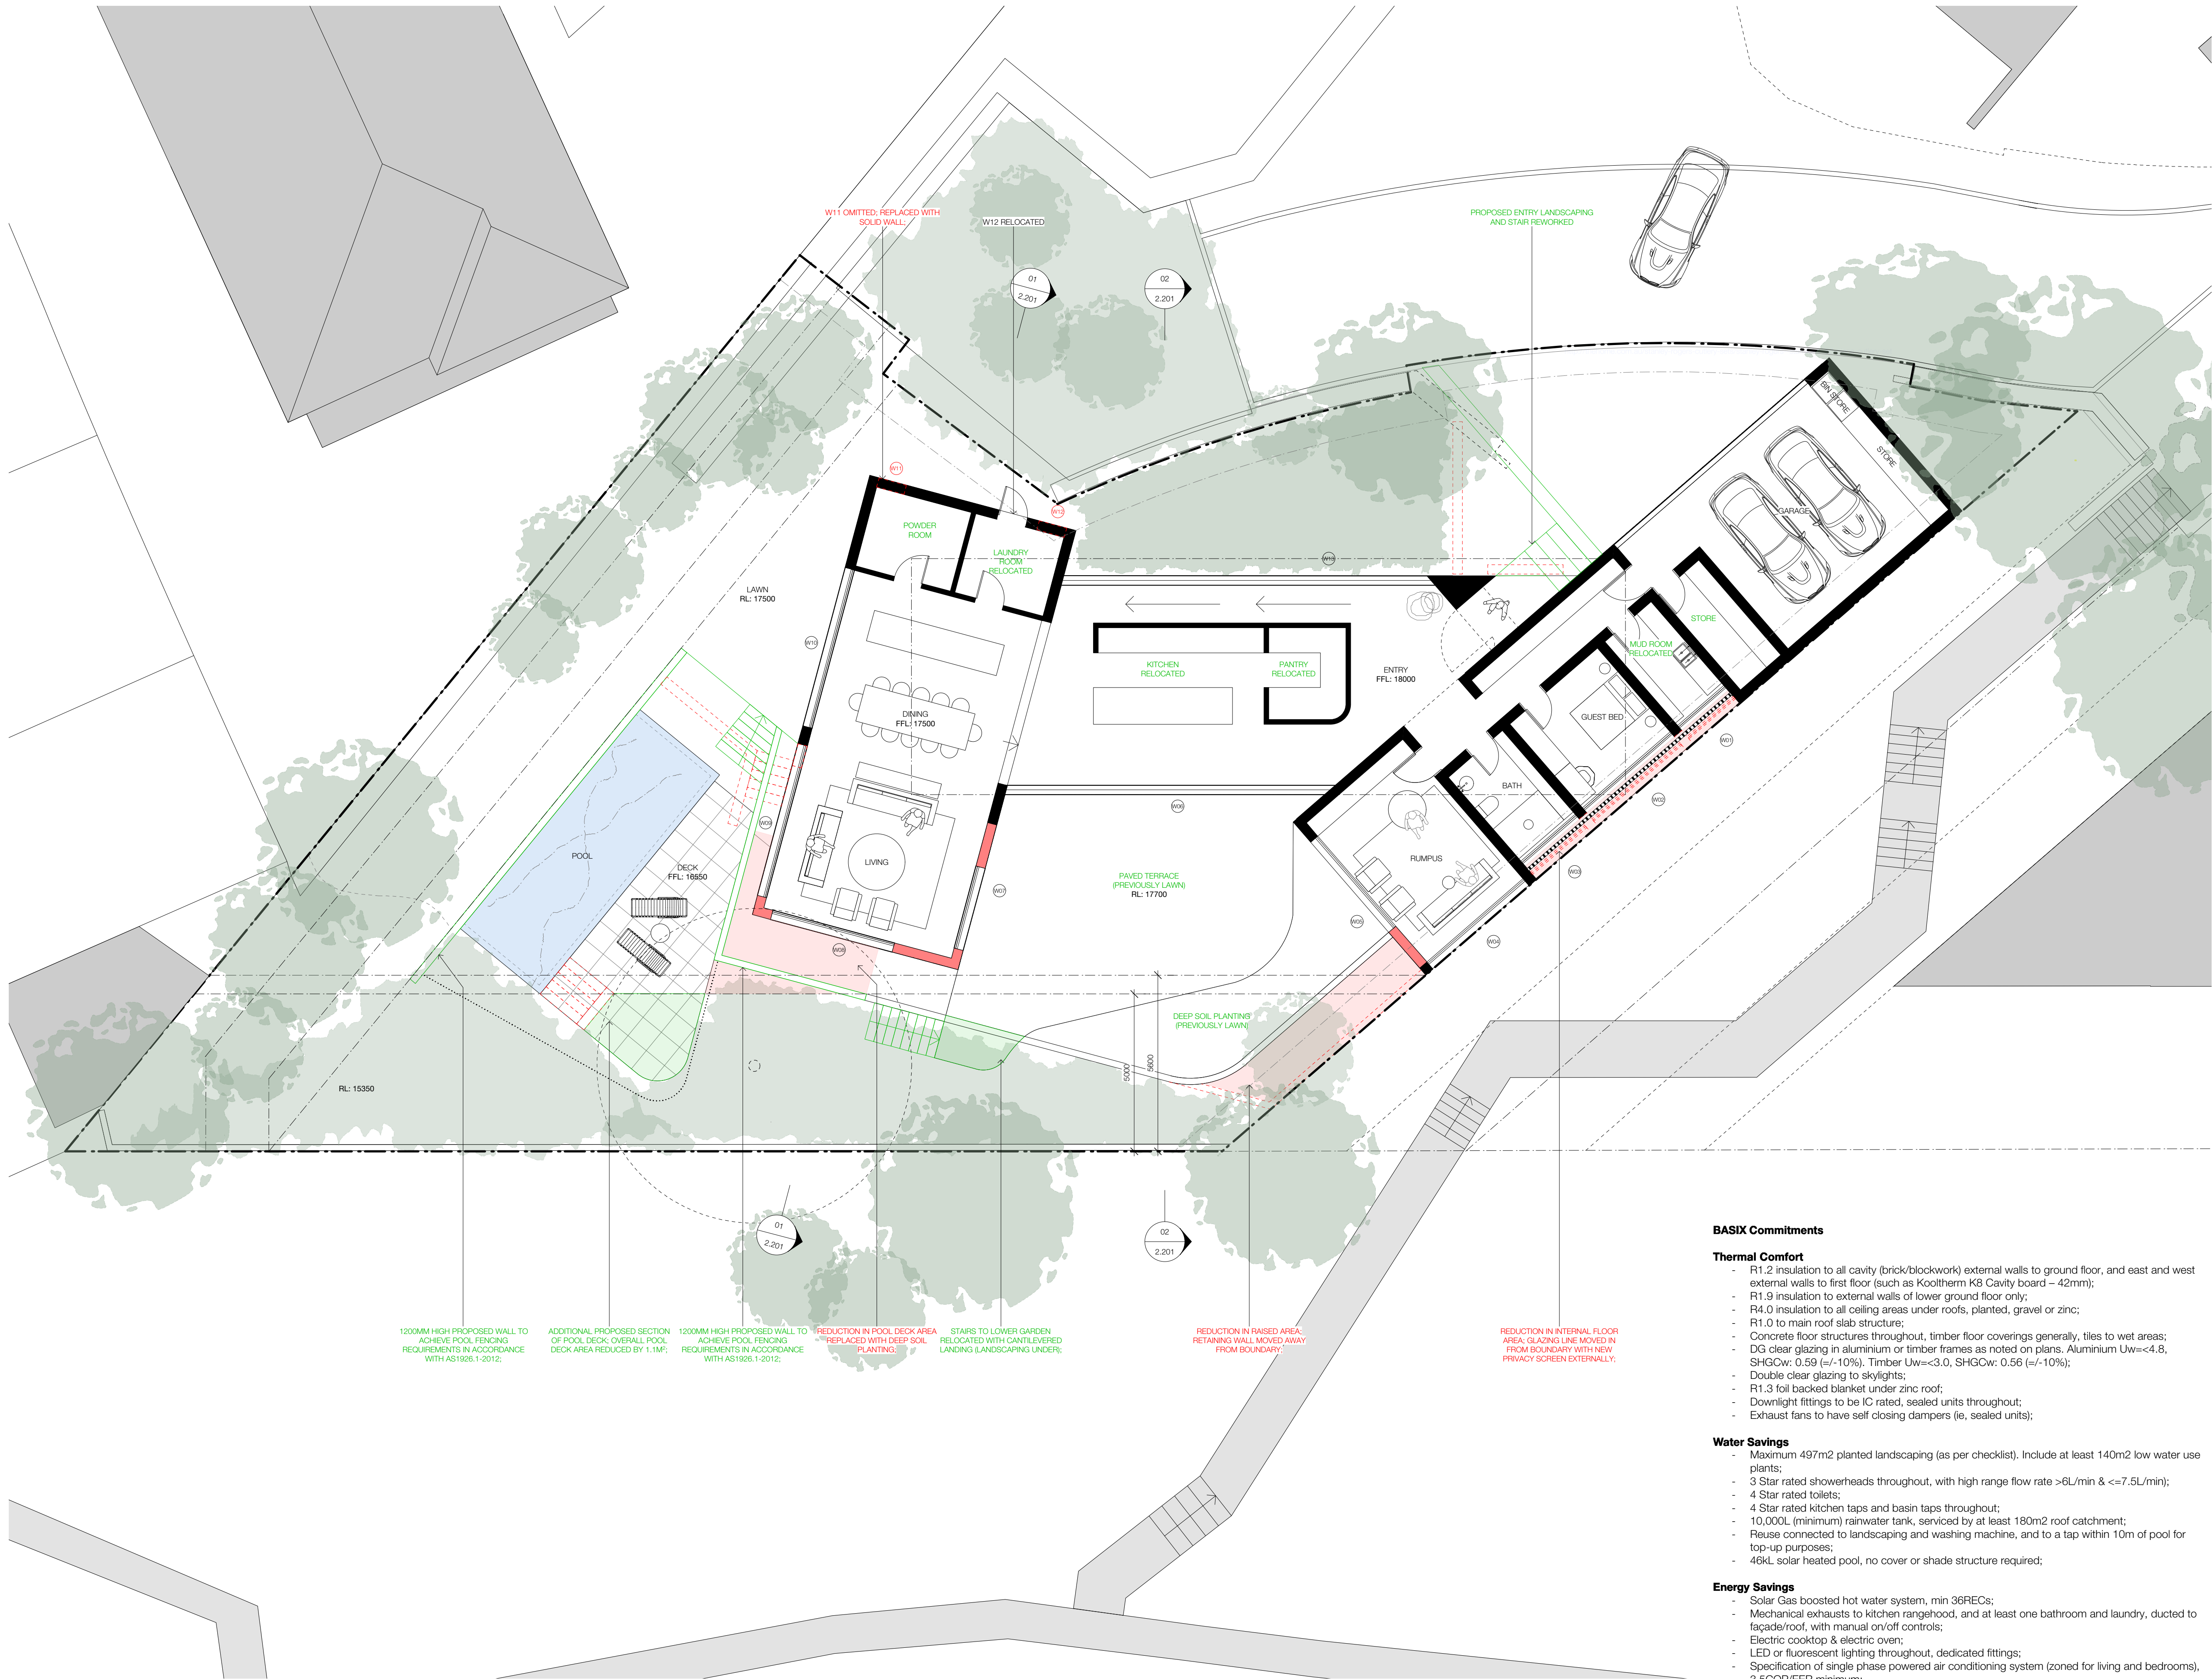 W11 OMITTED; REPLACED WITH
SOLID WALL;
W12 RELOCATED
PROPOSED ENTRY LANDSCAPING
AND STAIR REWORKED
01
2.201
02
2.201
BIN STORE
STORE
GARAGE
W11
W12
W13
POWDER
ROOM
LAUNDRY
ROOM
RELOCATED
LAWN
RL: 17500
W10
STORE
MUD ROOM
RELOCATED
KITCHEN
RELOCATED
PANTRY
RELOCATED
ENTRY
FFL: 18000
DINING
FFL: 17500
GUEST BED
W01
BATH
W02
W06
W09
POOL
DECK
FFL: 16550
LIVING
RUMPUS
W03
PAVED TERRACE
(PREVIOUSLY LAWN)
RL: 17700
W07
W05
W04
W08
DEEP SOIL PLANTING
(PREVIOUSLY LAWN)
5000
5600
RL: 15350
01
2.201
02
2.201
1200MM HIGH PROPOSED WALL TO
ACHIEVE POOL FENCING
REQUIREMENTS IN ACCORDANCE
WITH AS1926.1-2012;
ADDITIONAL PROPOSED SECTION
OF POOL DECK; OVERALL POOL
DECK AREA REDUCED BY 1.1M²;
1200MM HIGH PROPOSED WALL TO
ACHIEVE POOL FENCING
REQUIREMENTS IN ACCORDANCE
WITH AS1926.1-2012;
REDUCTION IN POOL DECK AREA
REPLACED WITH DEEP SOIL
PLANTING;
STAIRS TO LOWER GARDEN
RELOCATED WITH CANTILEVERED
LANDING (LANDSCAPING UNDER);
REDUCTION IN RAISED AREA;
RETAINING WALL MOVED AWAY
FROM BOUNDARY;
REDUCTION IN INTERNAL FLOOR
AREA; GLAZING LINE MOVED IN
FROM BOUNDARY WITH NEW
PRIVACY SCREEN EXTERNALLY;
BASIX Commitments
Thermal Comfort
- R1.2 insulation to all cavity (brick/blockwork) external walls to ground floor, and east and west
external walls to first floor (such as Kooltherm K8 Cavity board – 42mm);
- R1.9 insulation to external walls of lower ground floor only;
- R4.0 insulation to all ceiling areas under roofs, planted, gravel or zinc;
- R1.0 to main roof slab structure;
- Concrete floor structures throughout, timber floor coverings generally, tiles to wet areas;
- DG clear glazing in aluminium or timber frames as noted on plans. Aluminium Uw=<4.8,
SHGCw: 0.59 (=/-10%). Timber Uw=<3.0, SHGCw: 0.56 (=/-10%);
- Double clear glazing to skylights;
- R1.3 foil backed blanket under zinc roof;
- Downlight fittings to be IC rated, sealed units throughout;
- Exhaust fans to have self closing dampers (ie, sealed units);
Water Savings
- Maximum 497m2 planted landscaping (as per checklist). Include at least 140m2 low water use
plants;
- 3 Star rated showerheads throughout, with high range flow rate >6L/min & <=7.5L/min);
- 4 Star rated toilets;
- 4 Star rated kitchen taps and basin taps throughout;
- 10,000L (minimum) rainwater tank, serviced by at least 180m2 roof catchment;
- Reuse connected to landscaping and washing machine, and to a tap within 10m of pool for
top-up purposes;
- 46kL solar heated pool, no cover or shade structure required;
Energy Savings
- Solar Gas boosted hot water system, min 36RECs;
- Mechanical exhausts to kitchen rangehood, and at least one bathroom and laundry, ducted to
façade/roof, with manual on/off controls;
- Electric cooktop & electric oven;
- LED or fluorescent lighting throughout, dedicated fittings;
- Specification of single phase powered air conditioning system (zoned for living and bedrooms),
3.5COP/EER minimum;